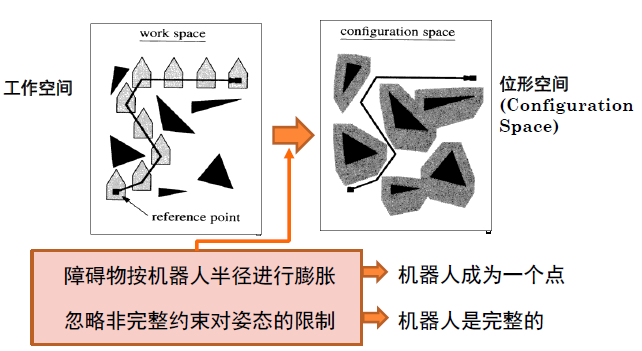 work space
configuration space
工作空间
位形空间
(Configuration
Space)
reference point
障碍物按机器人半径进行膨胀
机器人成为一个点
忽略非完整约束对姿态的限制
机器人是完整的